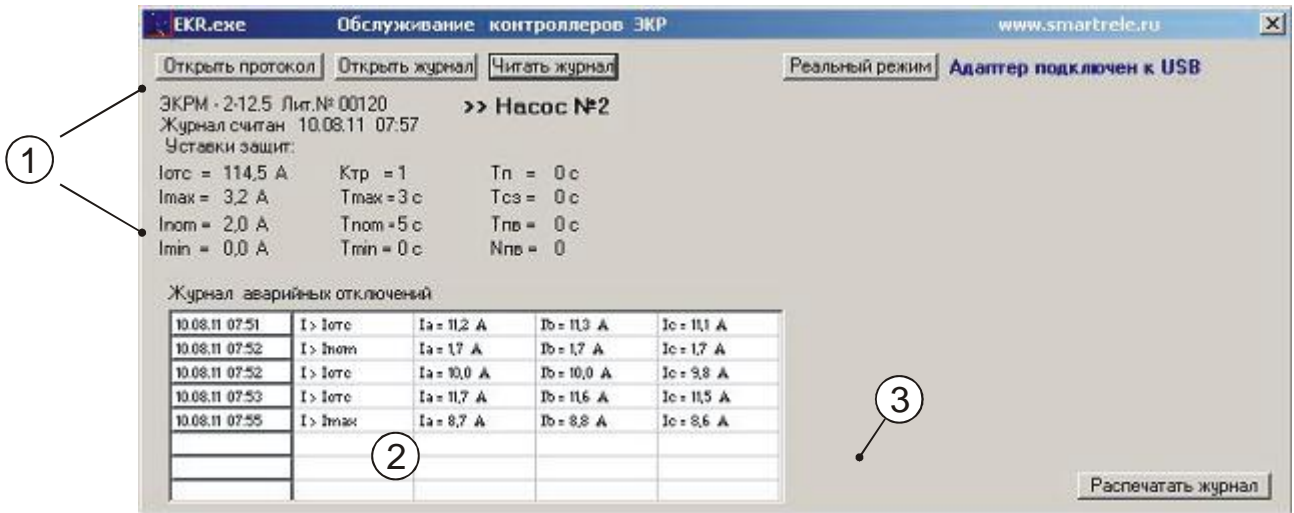 EKR.exe Обслуживание контроллеров ЭКР www.smartrele.ru
Открыть протокол Открыть журнал Читать журнал Реальный режим Адаптер подключен к USB
ЭКРМ - 2-12.5 Лит.№ 00120 >> Насос №2
Журнал считан 10.08.11 07:57
Уставки защит:
1
Iотс = 114,5 А Ктр = 1 Тп = 0 с
Imax = 3,2 А Tmax = 3 с Тсз = 0 с
Inom = 2,0 А Tnom = 5 с Тпв = 0 с
Imin = 0,0 А Tmin = 0 с Nпв = 0
Журнал аварийных отключений
10.08.11 07:51 I > Iотс Ia = 11,2 А Ib = 11,3 А Ic = 11,1 А
10.08.11 07:52 I > Inom Ia = 1,7 А Ib = 1,7 А Ic = 1,7 А
10.08.11 07:52 I > Iотс Ia = 10,0 А Ib = 10,0 А Ic = 9,8 А
10.08.11 07:53 I > Iотс Ia = 11,7 А Ib = 11,6 А Ic = 11,5 А
10.08.11 07:55 I > Imax Ia = 8,7 А Ib = 8,8 А Ic = 8,6 А
3
2
Распечатать журнал